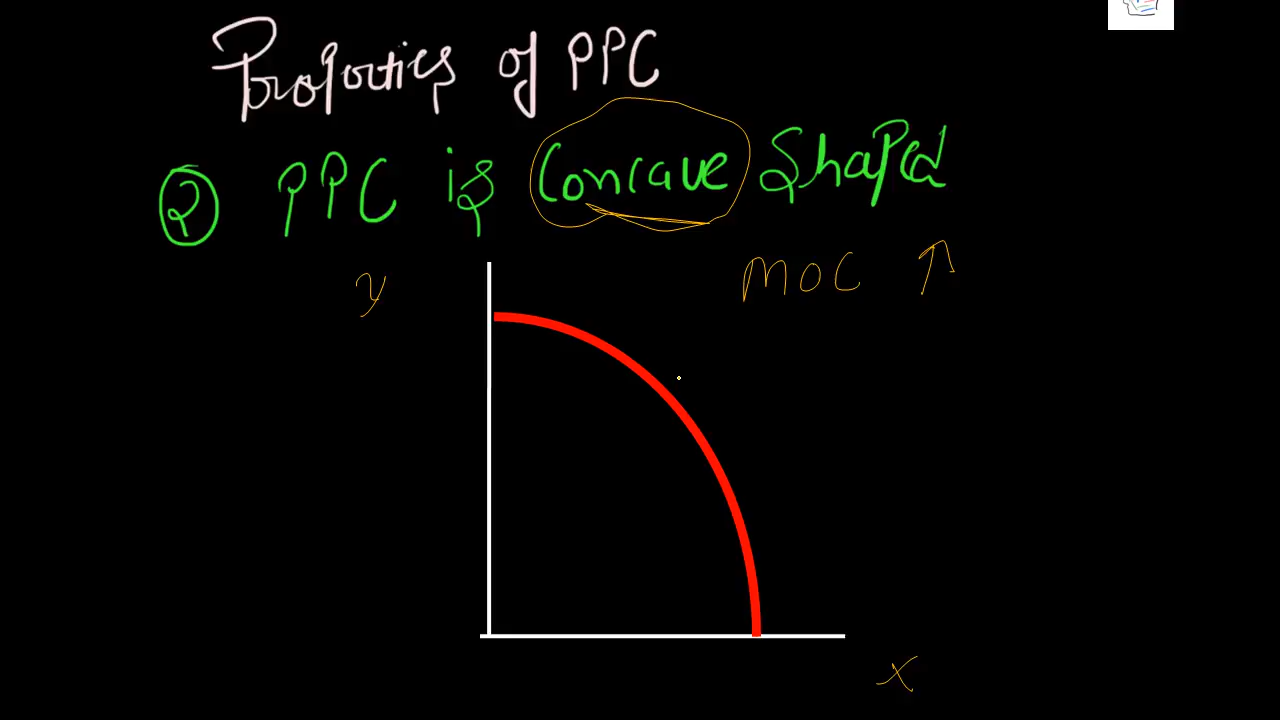 Properties of PPC
② PPC is Concave Shaped
y
MOC ↑
x